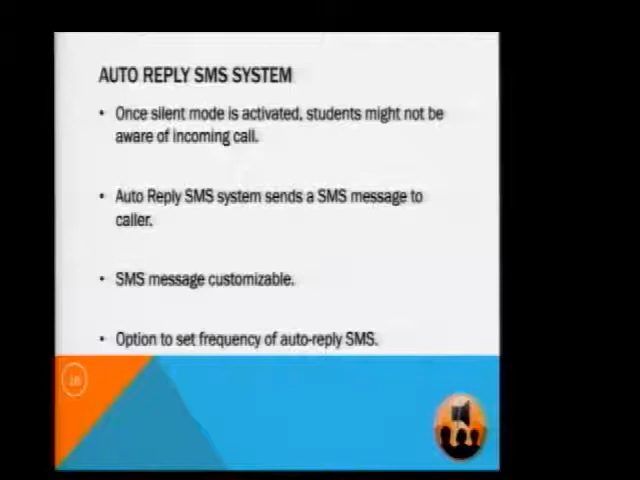 AUTO REPLY SMS SYSTEM
• Once silent mode is activated, students might not be
aware of incoming call.
• Auto Reply SMS system sends a SMS message to
caller.
• SMS message customizable.
• Option to set frequency of auto-reply SMS.